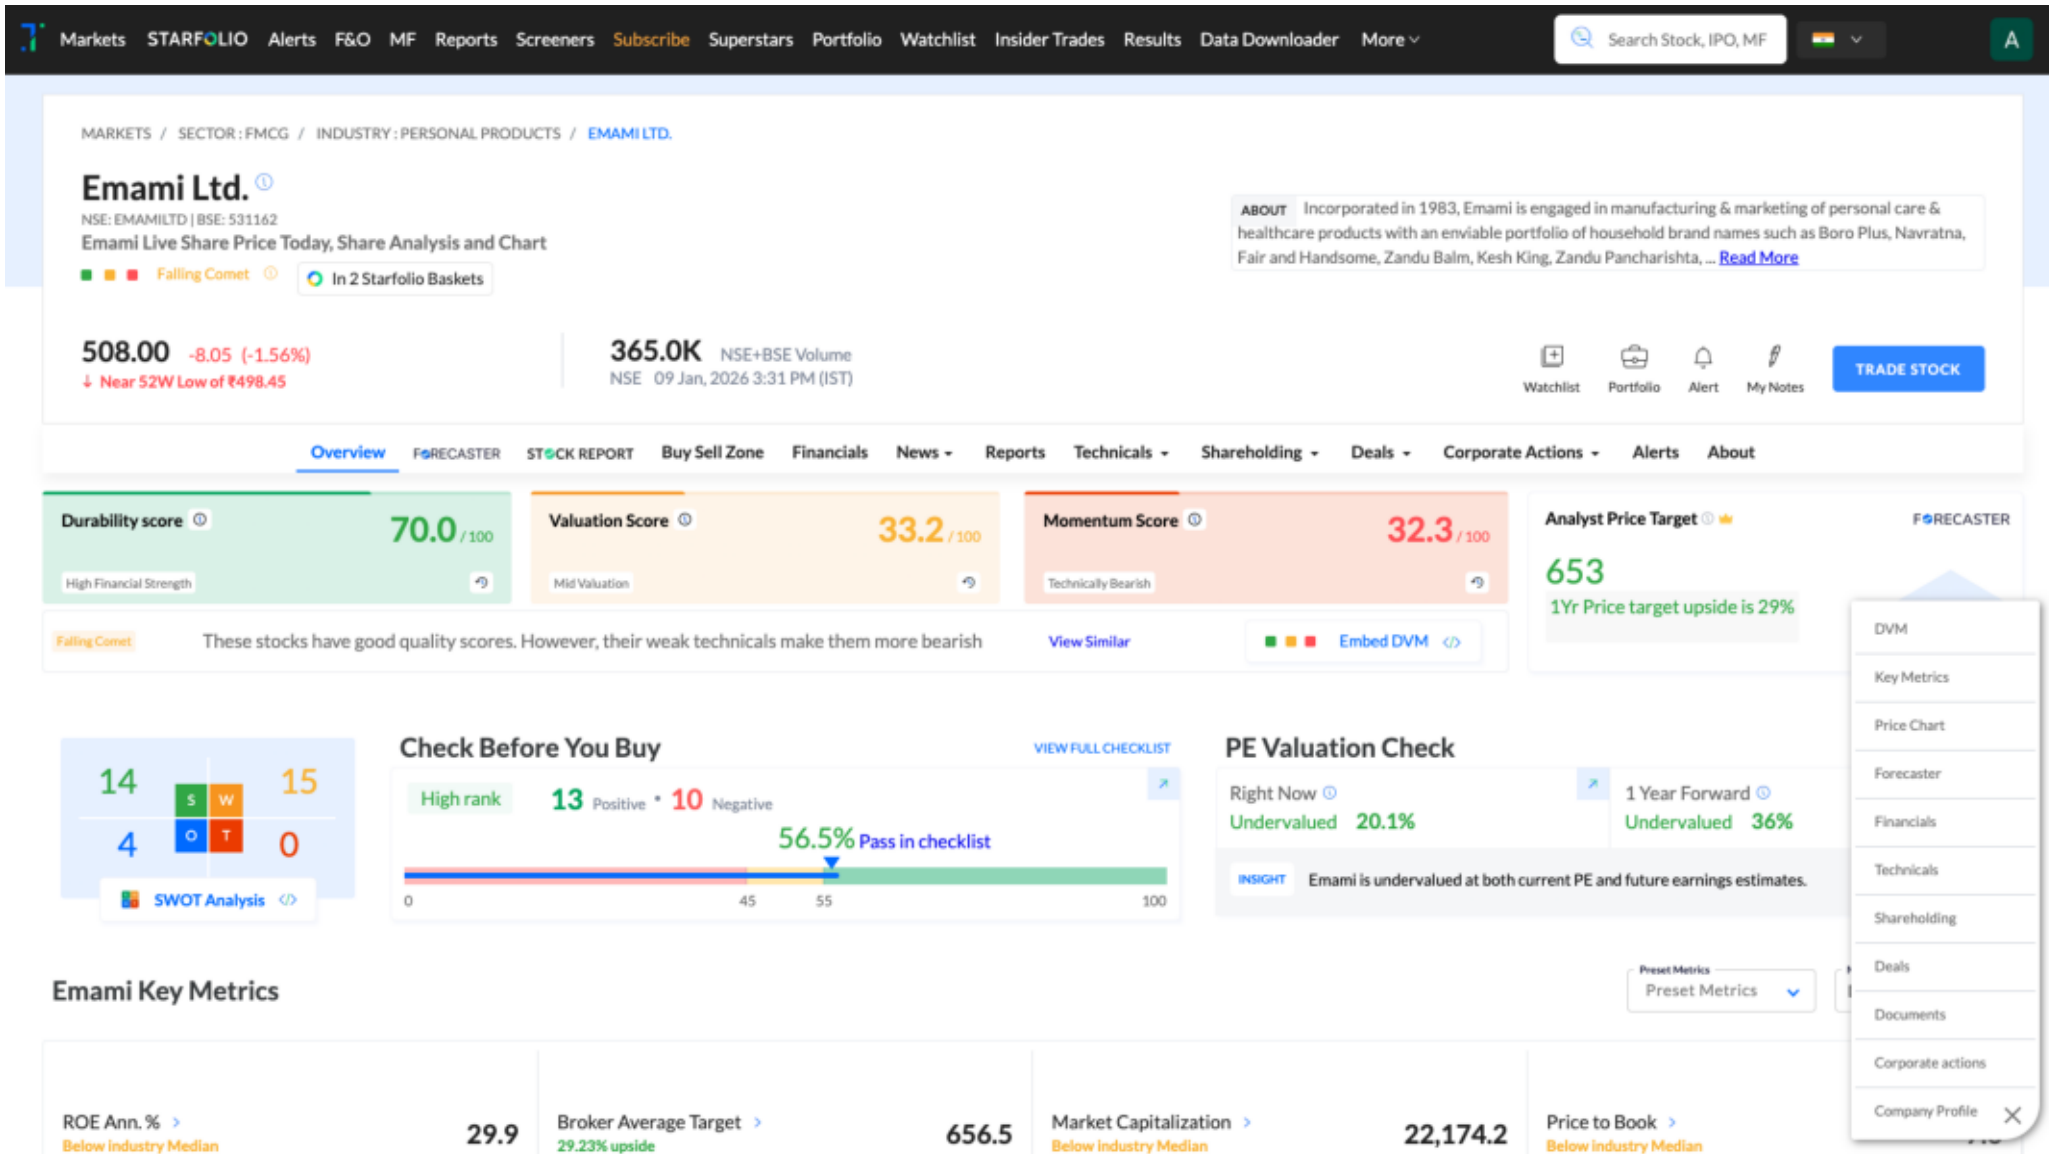 Markets STARFOLIO Alerts F&O MF Reports Screeners Subscribe Superstars Portfolio Watchlist Insider Trades Results Data Downloader More Search Stock, IPO, MF A
MARKETS / SECTOR : FMCG / INDUSTRY : PERSONAL PRODUCTS / EMAMI LTD.
Emami Ltd.
NSE: EMAMILTD | BSE: 531162
Emami Live Share Price Today, Share Analysis and Chart
Falling Comet In 2 Starfolio Baskets
ABOUT Incorporated in 1983, Emami is engaged in manufacturing & marketing of personal care &
healthcare products with an enviable portfolio of household brand names such as Boro Plus, Navratna,
Fair and Handsome, Zandu Balm, Kesh King, Zandu Pancharishta, ... Read More
508.00 -8.05 (-1.56%)
↓ Near 52W Low of ₹498.45
365.0K NSE+BSE Volume
NSE 09 Jan, 2026 3:31 PM (IST)
Watchlist Portfolio Alert My Notes TRADE STOCK
Overview FORECASTER STOCK REPORT Buy Sell Zone Financials News Reports Technicals Shareholding Deals Corporate Actions Alerts About
Durability score 70.0 / 100
High Financial Strength
Valuation Score 33.2 / 100
Mid Valuation
Momentum Score 32.3 / 100
Technically Bearish
Analyst Price Target FORECASTER
653
1Yr Price target upside is 29%
Falling Comet These stocks have good quality scores. However, their weak technicals make them more bearish View Similar Embed DVM </>
14 S W 15
4 O T 0
SWOT Analysis </>
Check Before You Buy VIEW FULL CHECKLIST
High rank 13 Positive • 10 Negative
56.5% Pass in checklist
0 45 55 100
PE Valuation Check
Right Now
Undervalued 20.1%
1 Year Forward
Undervalued 36%
INSIGHT Emami is undervalued at both current PE and future earnings estimates.
Emami Key Metrics
Preset Metrics
Preset Metrics
ROE Ann. % > 29.9
Below industry Median
Broker Average Target > 656.5
29.23% upside
Market Capitalization > 22,174.2
Below industry Median
Price to Book >
Below industry Median
DVM
Key Metrics
Price Chart
Forecaster
Financials
Technicals
Shareholding
Deals
Documents
Corporate actions
Company Profile